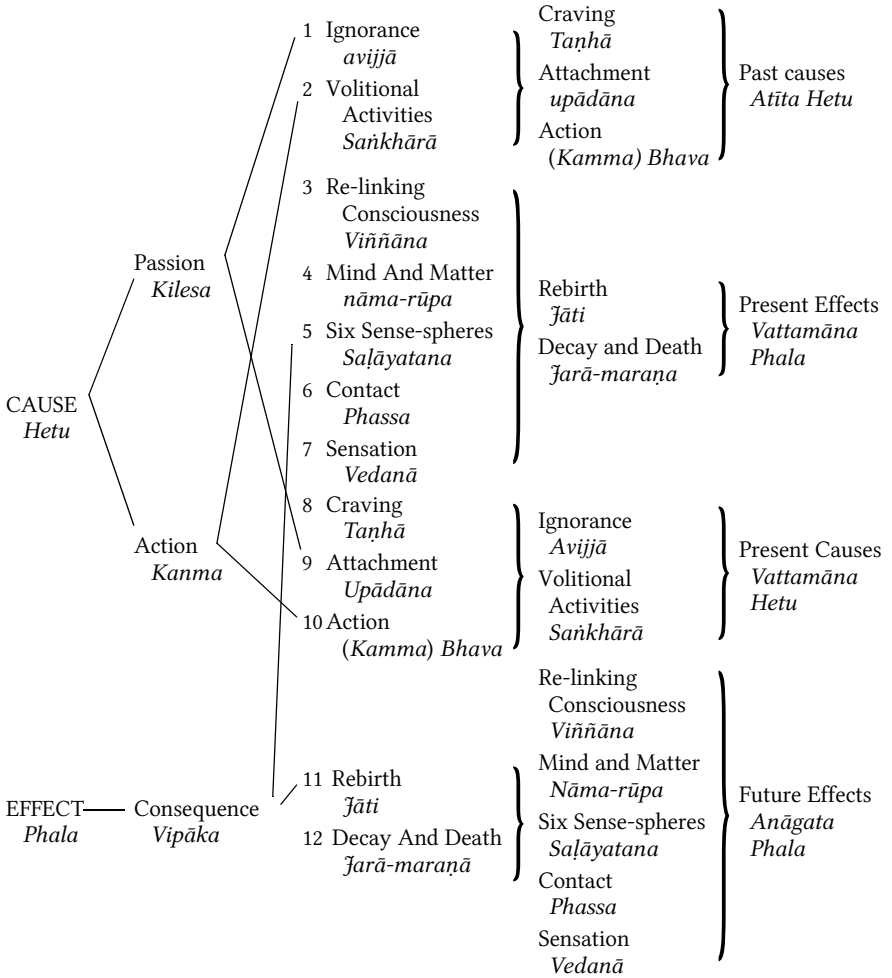 CAUSE
Hetu
EFFECT
Phala
Passion
Kilesa
Action
Kanma
Consequence
Vipāka
1 Ignorance
avijjā
2 Volitional
Activities
Saṅkhārā
3 Re-linking
Consciousness
Viññāna
4 Mind And Matter
nāma-rūpa
5 Six Sense-spheres
Saḷāyatana
6 Contact
Phassa
7 Sensation
Vedanā
8 Craving
Taṇhā
9 Attachment
Upādāna
10 Action
(Kamma) Bhava
11 Rebirth
Jāti
12 Decay And Death
Jarā-maraṇā
Craving
Taṇhā
Attachment
upādāna
Action
(Kamma) Bhava
Rebirth
Jāti
Decay and Death
Jarā-maraṇa
Ignorance
Avijjā
Volitional
Activities
Saṅkhārā
Re-linking
Consciousness
Viññāna
Mind and Matter
Nāma-rūpa
Six Sense-spheres
Saḷāyatana
Contact
Phassa
Sensation
Vedanā
Past causes
Atīta Hetu
Present Effects
Vattamāna
Phala
Present Causes
Vattamāna
Hetu
Future Effects
Anāgata
Phala